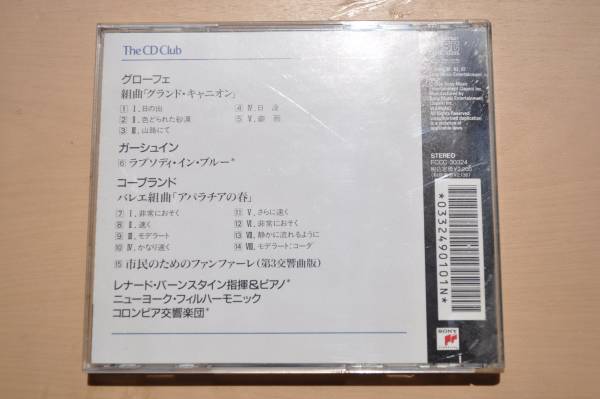 The CD Club
グローフェ
組曲「グランド・キャニオン」
1 Ⅰ. 日の出
2 Ⅱ. 色どられた砂漠
3 Ⅲ. 山路にて
4 Ⅳ. 日没
5 Ⅴ. 豪雨
ガーシュイン
6 ラプソディ・イン・ブルー*
コープランド
バレエ組曲「アパラチアの春」
7 Ⅰ. 非常におそく
8 Ⅱ. 速く
9 Ⅲ. モデラート
10 Ⅳ. かなり速く
11 Ⅴ. さらに速く
12 Ⅵ. 非常におそく
13 Ⅶ. 静かに流れるように
14 Ⅷ. モデラート:コーダ
15 市民のためのファンファーレ(第3交響曲版)
レナード・バーンスタイン指揮&ピアノ*
ニューヨーク・フィルハーモニック
コロンビア交響楽団*
STEREO
FCCC 30324
*0332490101N*
SONY